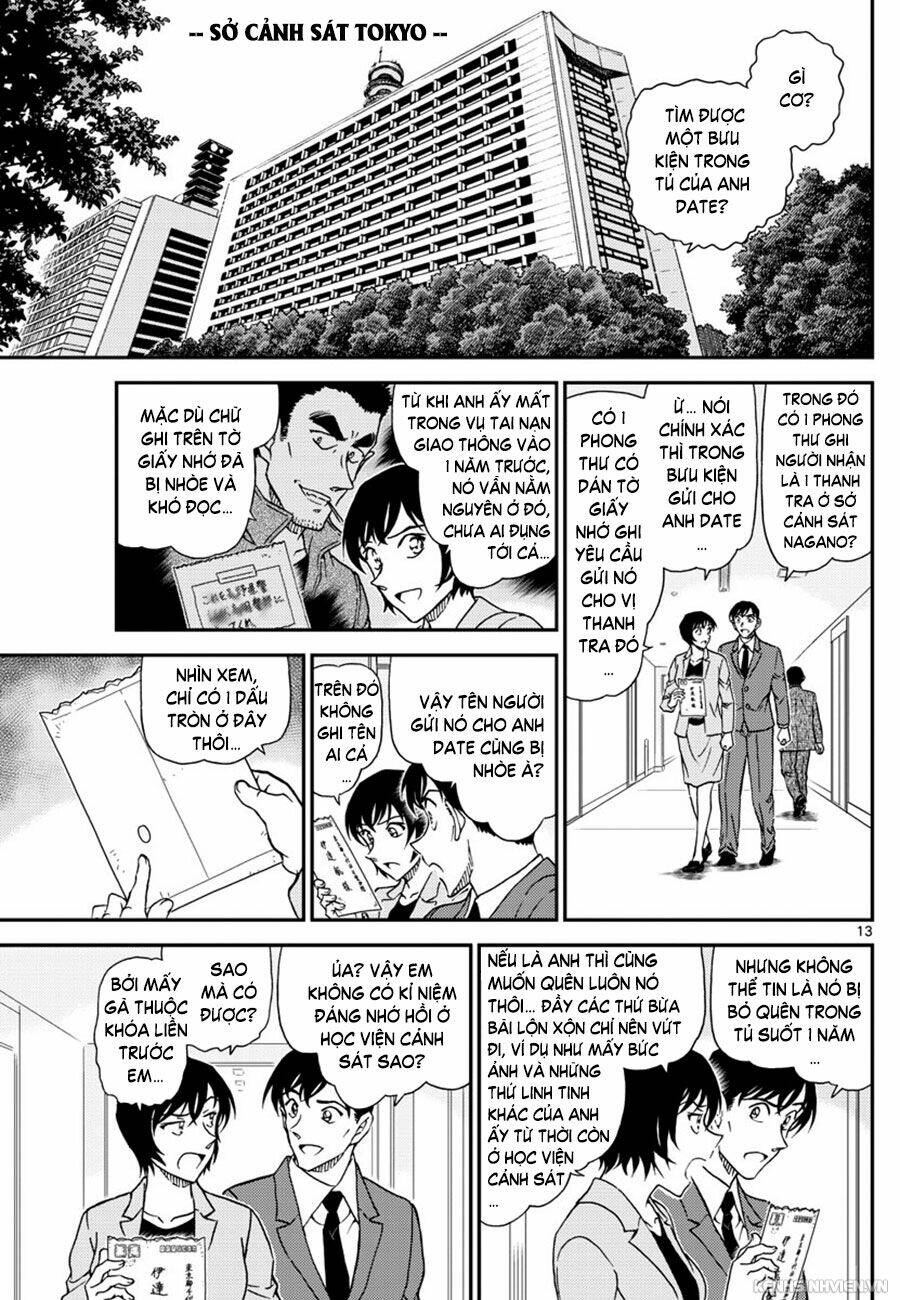 -- SỞ CẢNH SÁT TOKYO --
GÌ
CƠ?
TÌM ĐƯỢC
MỘT BƯU
KIỆN TRONG
TỦ CỦA ANH
DATE?
TRONG ĐÓ
CÓ 1 PHONG
THƯ GHI
NGƯỜI NHẬN
LÀ 1 THANH
TRA Ở SỞ
CẢNH SÁT
NAGANO?
Ừ... NÓI
CHÍNH XÁC
THÌ TRONG
BƯU KIỆN
GỬI CHO
ANH DATE
...
CÓ 1
PHONG
THƯ CÓ
DÁN TỜ
GIẤY
NHỚ GHI
YÊU CẦU
GỬI NÓ
CHO VỊ
THANH
TRA ĐÓ
...
TỪ KHI ANH ẤY MẤT
TRONG VỤ TAI NẠN
GIAO THÔNG VÀO
1 NĂM TRƯỚC,
NÓ VẪN NẰM
NGUYÊN Ở ĐÓ,
CHƯA AI ĐỤNG
TỚI CẢ...
MẶC DÙ CHỮ
GHI TRÊN TỜ
GIẤY NHỚ ĐÃ
BỊ NHÒE VÀ
KHÓ ĐỌC...
VẬY TÊN NGƯỜI
GỬI NÓ CHO ANH
DATE CŨNG BỊ
NHÒE À?
TRÊN ĐÓ
KHÔNG
GHI TÊN
AI CẢ
...
NHÌN XEM,
CHỈ CÓ 1 DẤU
TRÒN Ở ĐÂY
THÔI...
13
NHƯNG KHÔNG
THỂ TIN LÀ NÓ BỊ
BỎ QUÊN TRONG
TỦ SUỐT 1 NĂM
...
NẾU LÀ ANH THÌ CŨNG
MUỐN QUÊN LUÔN NÓ
THÔI... ĐẦY CÁC THỨ BỪA
BÃI LỘN XỘN CHỈ NÊN VỨT
ĐI, VÍ DỤ NHƯ MẤY BỨC
ẢNH VÀ NHỮNG
THỨ LINH TINH
KHÁC CỦA ANH
ẤY TỪ THỜI CÒN
Ở HỌC VIỆN
CẢNH SÁT
...
ỦA? VẬY EM
KHÔNG CÓ KỈ NIỆM
ĐÁNG NHỚ HỒI Ở
HỌC VIỆN CẢNH
SÁT SAO?
SAO
MÀ CÓ
ĐƯỢC?
BỞI MẤY
GÃ THUỘC
KHÓA LIỀN
TRƯỚC
EM...
伊達
KENHSINHVIEN.VN